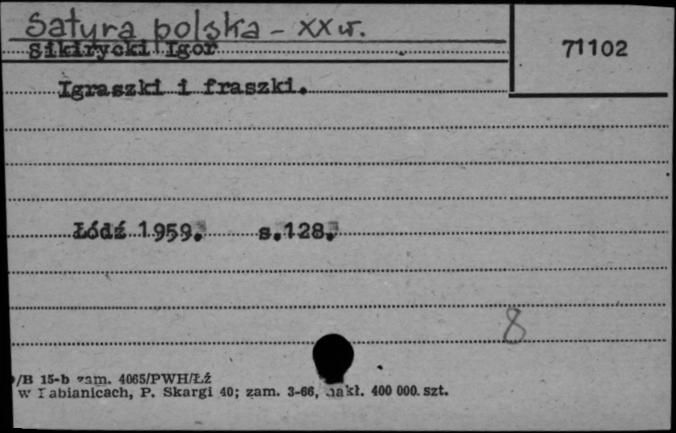 Satyra polska - XX w.
Sikirycki Igor
71102
Igraszki i fraszki.
Łódź 1959. s.128.
8
/B 15-b zam. 4065/PWH/Łź
w Pabianicach, P. Skargi 40; zam. 3-66, nakł. 400 000. szt.